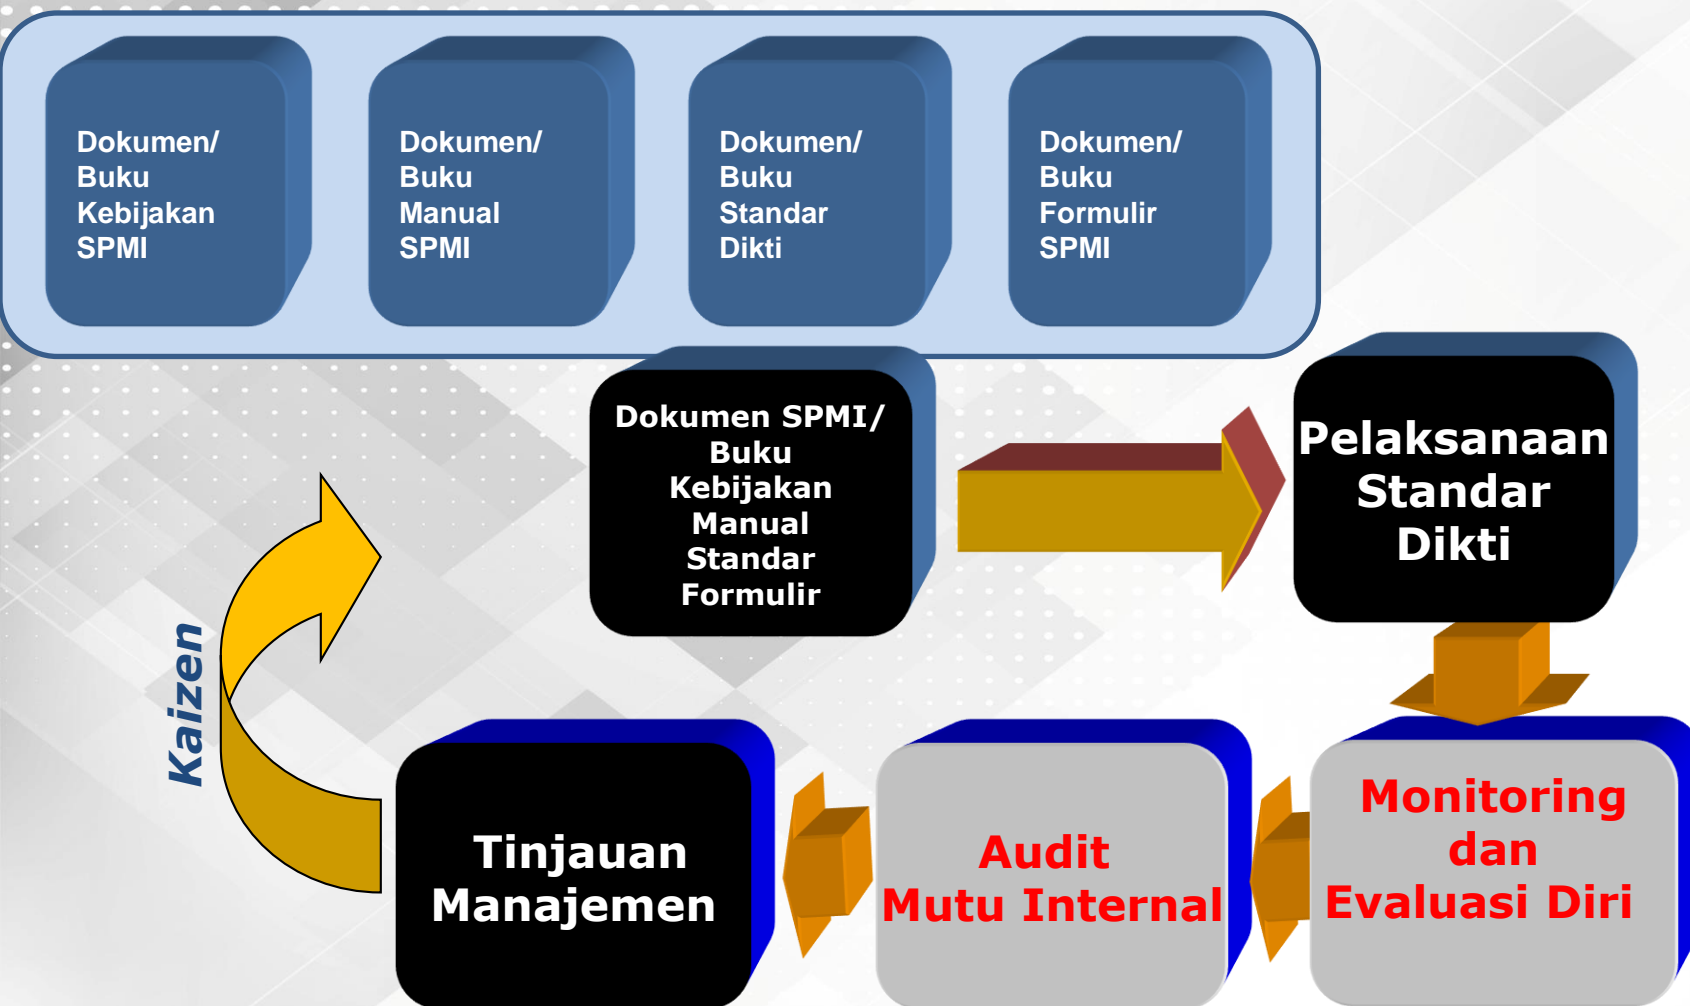 Dokumen/
Buku
Kebijakan
SPMI
Dokumen/
Buku
Manual
SPMI
Dokumen/
Buku
Standar
Dikti
Dokumen/
Buku
Formulir
SPMI
Dokumen SPMI/
Buku
Kebijakan
Manual
Standar
Formulir
Pelaksanaan
Standar
Dikti
Kaizen
Tinjauan
Manajemen
Audit
Mutu Internal
Monitoring
dan
Evaluasi Diri